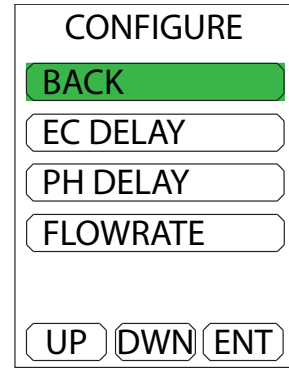 CONFIGURE
BACK
EC DELAY
PH DELAY
FLOWRATE
UP DWN ENT